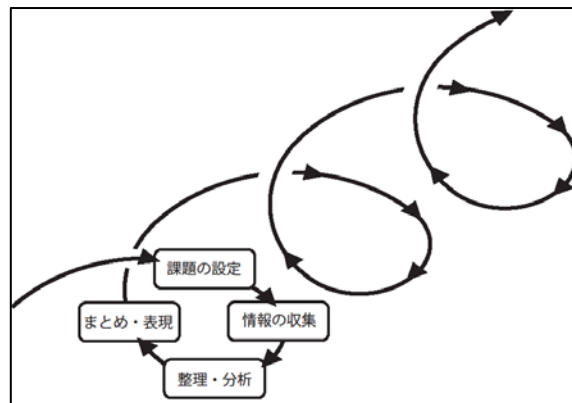 課題の設定
情報の収集
整理・分析
まとめ・表現